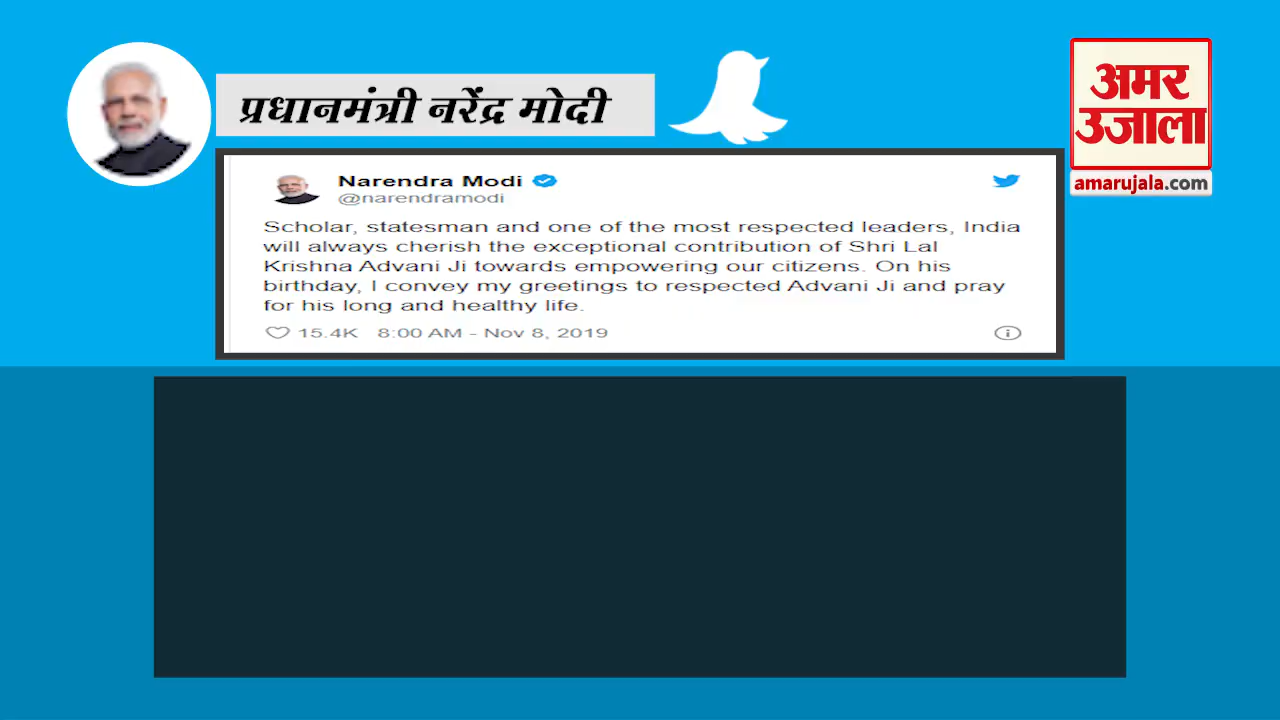 प्रधानमंत्री नरेंद्र मोदी
अमर
उजाला
amarujala.com
Narendra Modi
@narendramodi
Scholar, statesman and one of the most respected leaders, India
will always cherish the exceptional contribution of Shri Lal
Krishna Advani Ji towards empowering our citizens. On his
birthday, I convey my greetings to respected Advani Ji and pray
for his long and healthy life.
15.4K 8:00 AM - Nov 8, 2019